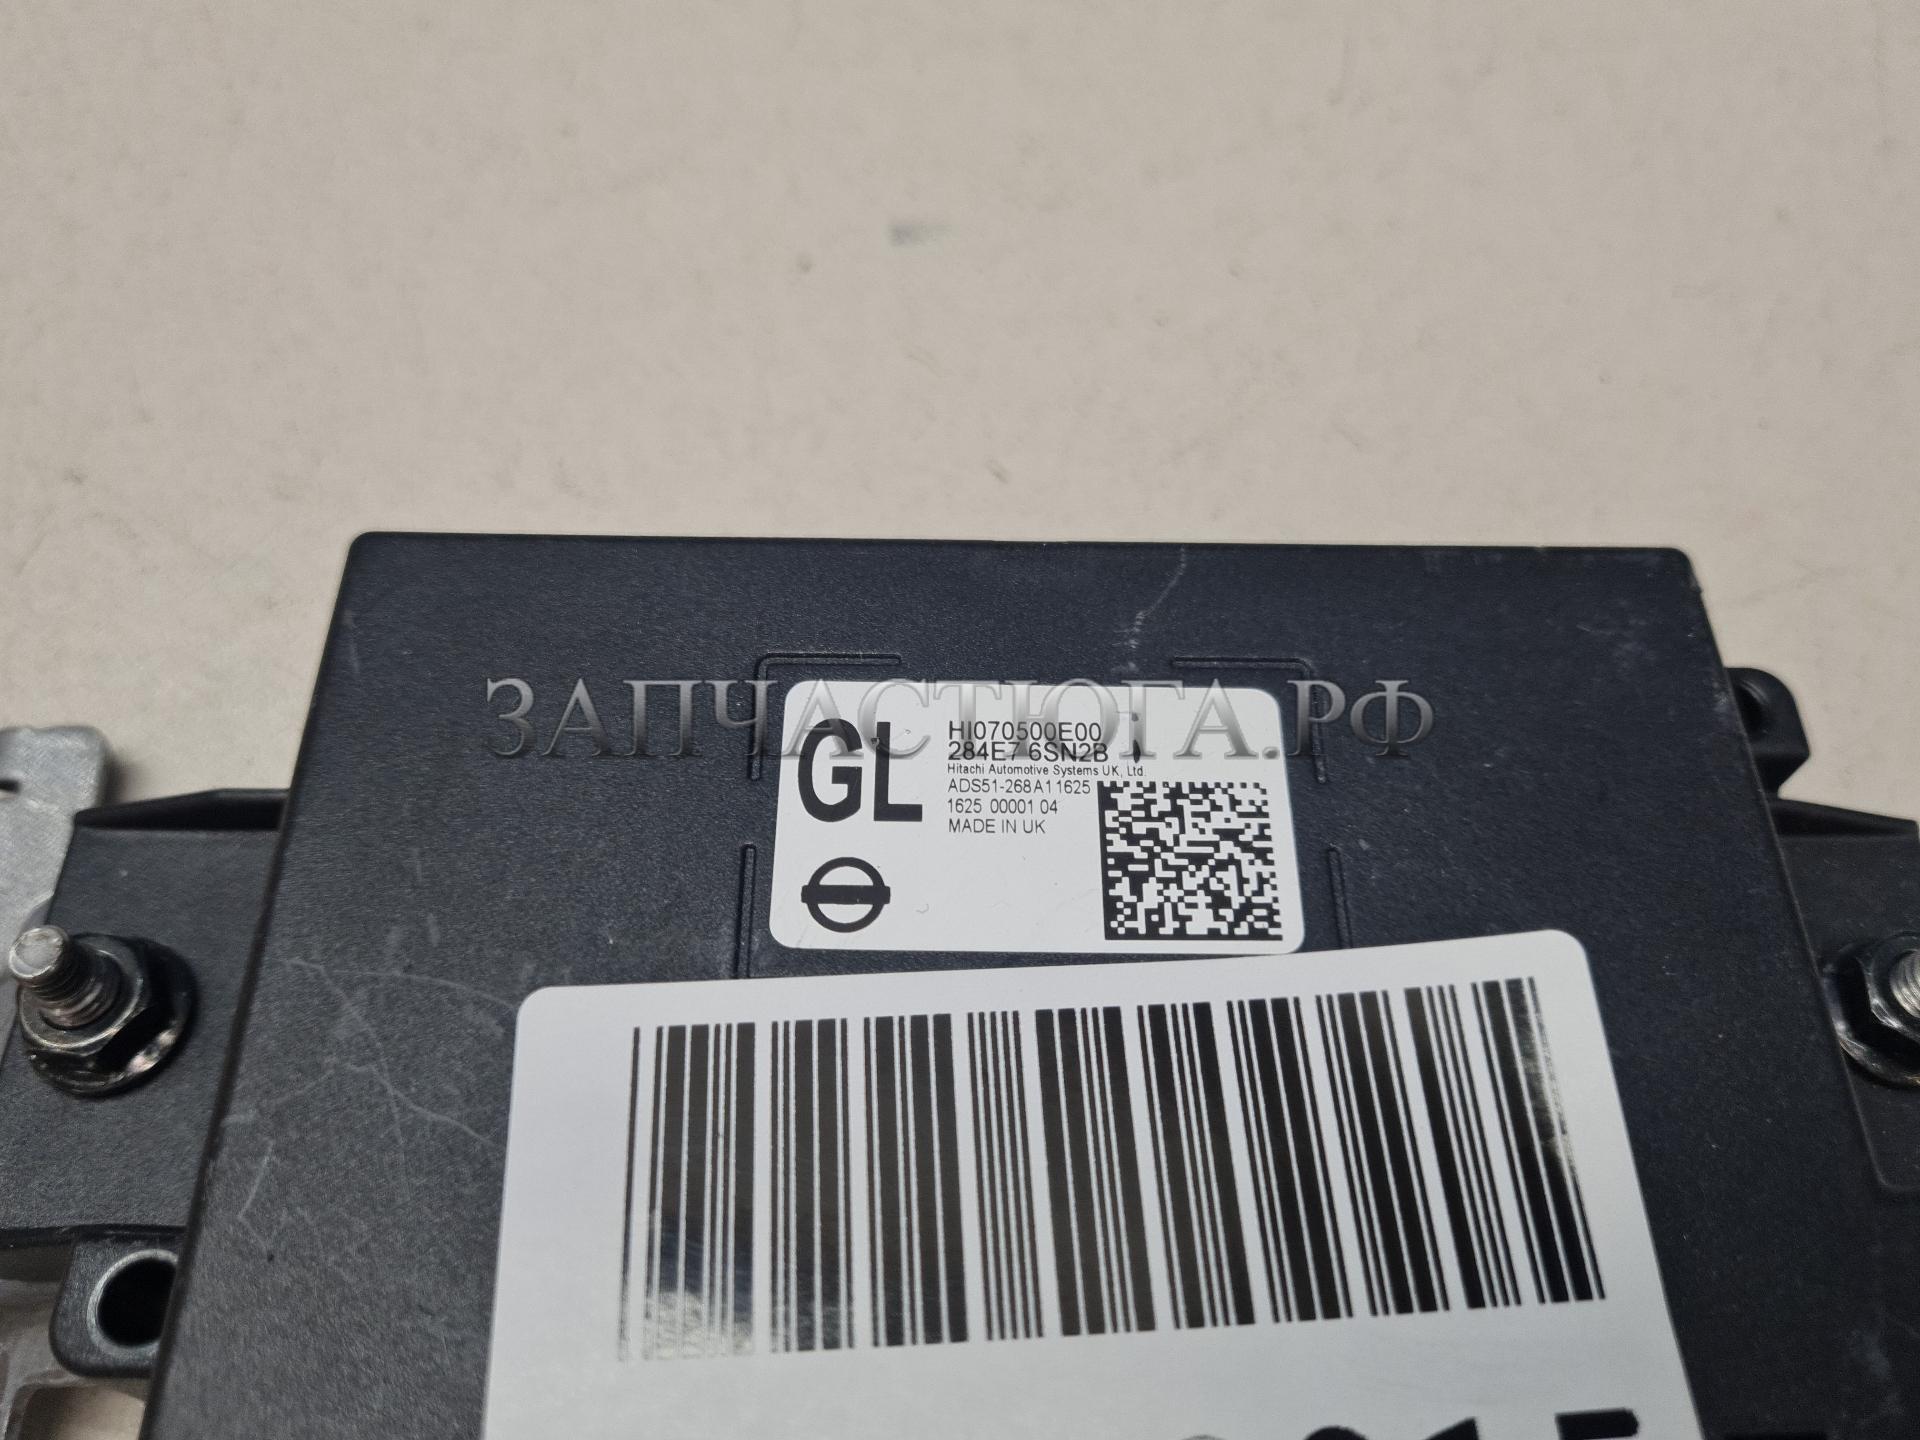 ЗАПЧАСТЮГА.РФ
GL
HI070500E00
284E7 6SN2B
Hitachi Automotive Systems UK, Ltd.
ADS51-268A11625
1625 00001 04
MADE IN UK